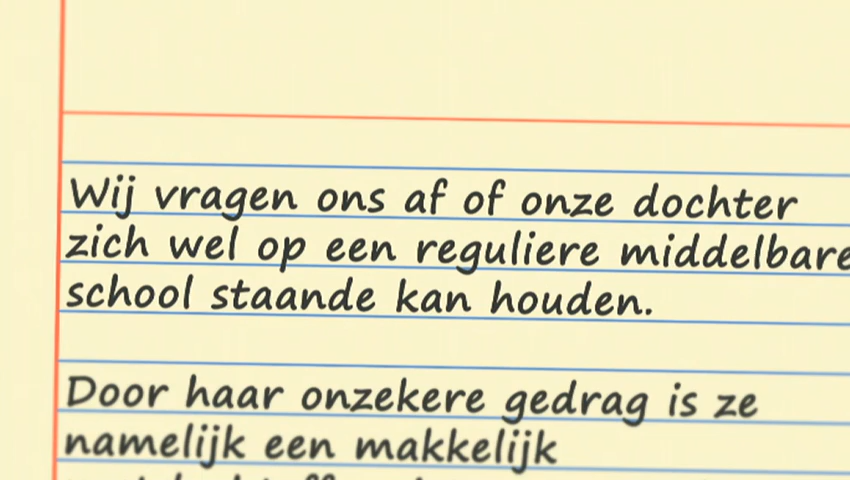 Wij vragen ons af of onze dochter
zich wel op een reguliere middelbare
school staande kan houden.
Door haar onzekere gedrag is ze
namelijk een makkelijk